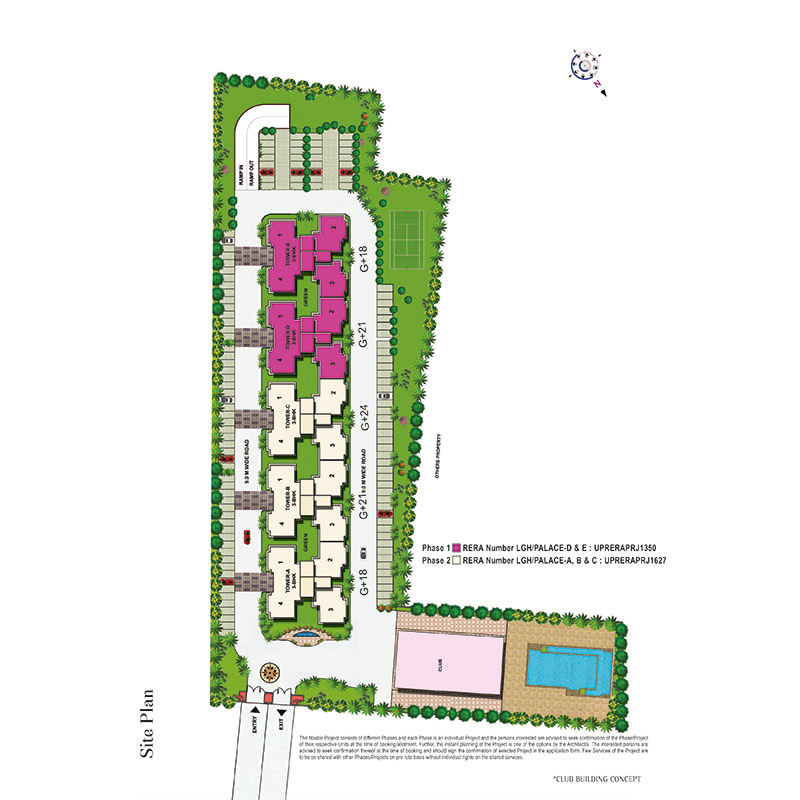 N
RAMP IN
RAMP OUT
1
TOWER-E
3-BHK
4
2
3
G+18
GREEN
1
TOWER-D
3-BHK
4
2
3
G+21
1
TOWER-C
3-BHK
4
2
3
G+24
9.0 M WIDE ROAD
9.0 M WIDE ROAD
OTHERS PROPERTY
1
TOWER-B
3-BHK
4
2
3
G+21
GREEN
Phase 1 RERA Number LGH/PALACE-D & E : UPRERAPRJ1350
Phase 2 RERA Number LGH/PALACE-A, B & C : UPRERAPRJ1627
1
TOWER-A
3-BHK
4
2
3
G+18
CLUB
ENTRY
EXIT
Site Plan
The Master Project consists of different Phases and each Phase is an individual Project and the persons interested are advised to seek confirmation of the Phase/Project
of their respective Units at the time of booking/allotment. Further, the instant planning of the Project is one of the options by the Architects. The interested persons are
advised to seek confirmation thereof at the time of booking and should sign the confirmation of selected Project in the application form. Few Services of the Project are
to be co-shared with other Phases/Projects on pro rata basis without individual rights on the shared services.
*CLUB BUILDING CONCEPT